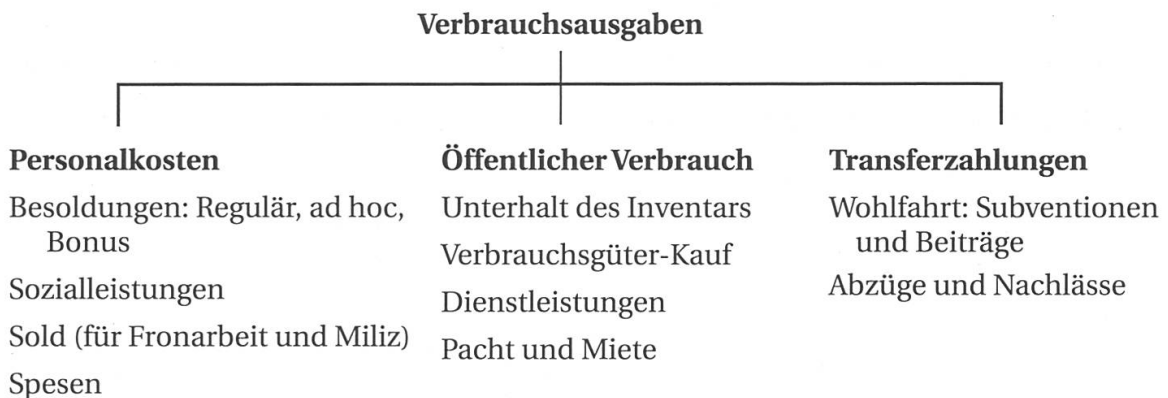 Verbrauchsausgaben
Personalkosten
Besoldungen: Regulär, ad hoc,
Bonus
Sozialleistungen
Sold (für Fronarbeit und Miliz)
Spesen
Öffentlicher Verbrauch
Unterhalt des Inventars
Verbrauchsgüter-Kauf
Dienstleistungen
Pacht und Miete
Transferzahlungen
Wohlfahrt: Subventionen
und Beiträge
Abzüge und Nachlässe